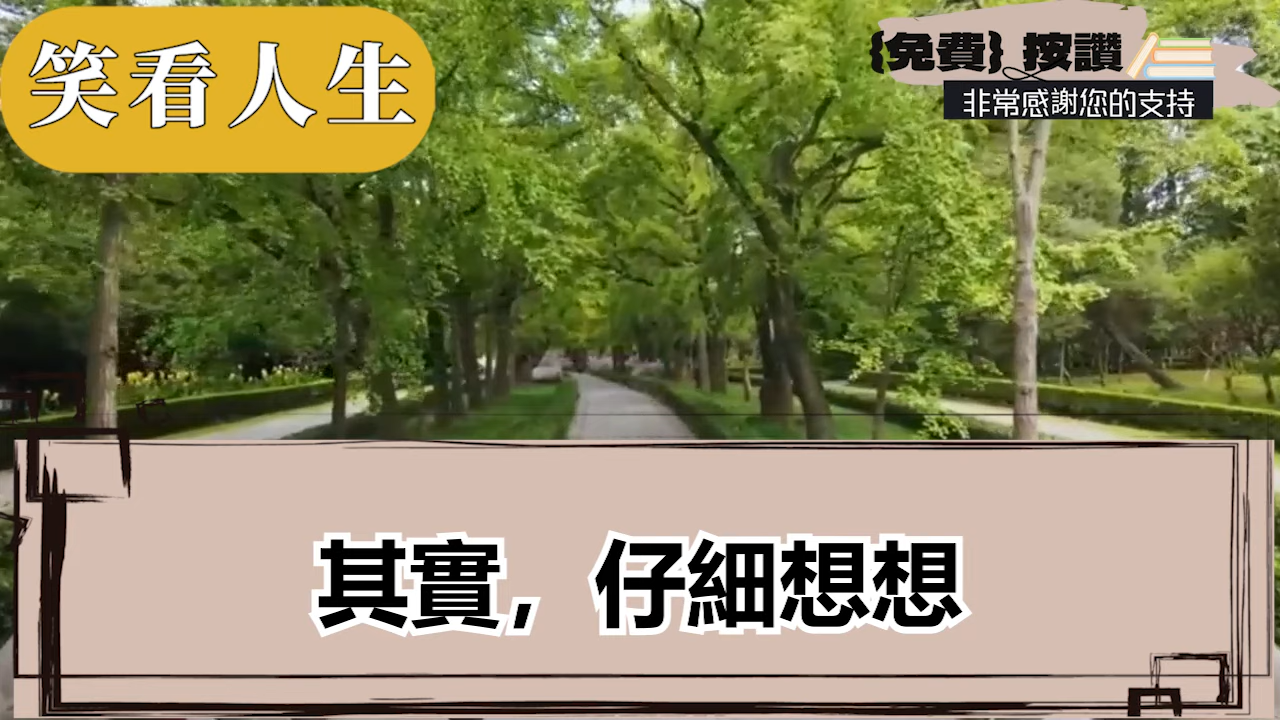 笑看人生
{免費} 按讚
非常感謝您的支持
其實，仔細想想